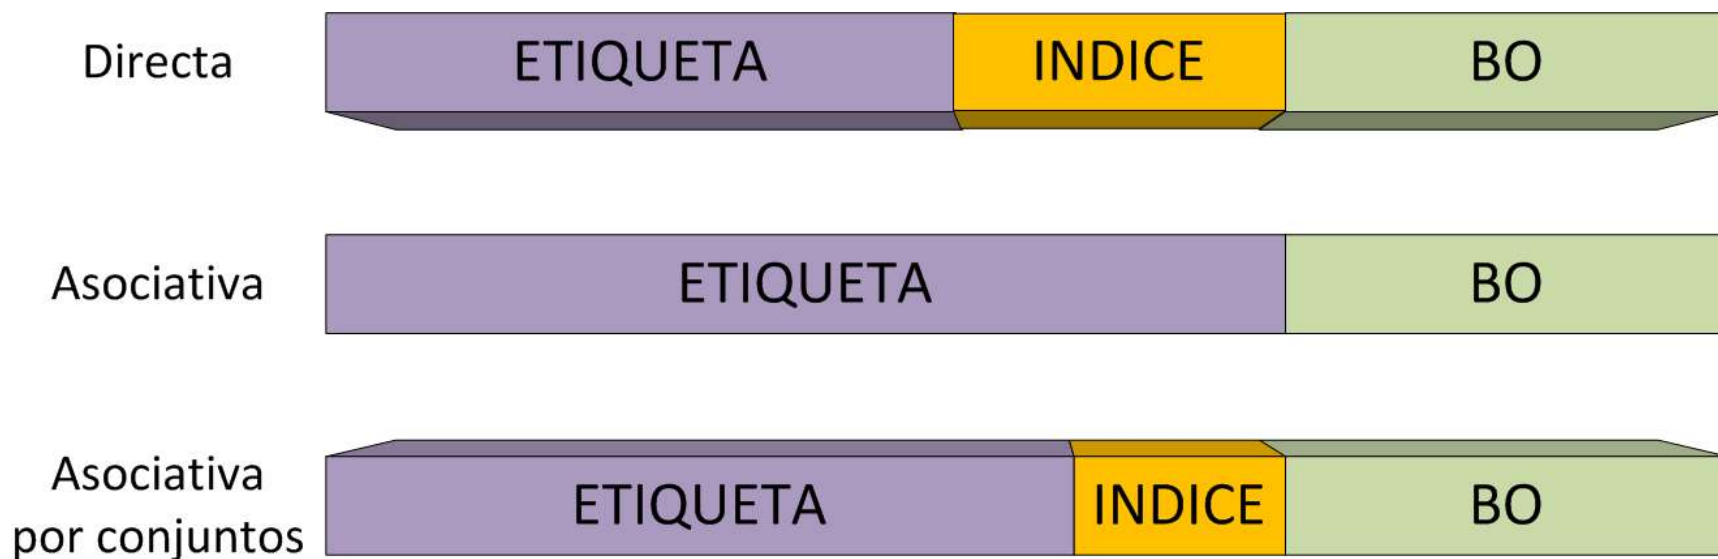 Directa
ETIQUETA INDICE BO
Asociativa
ETIQUETA BO
Asociativa
por conjuntos
ETIQUETA INDICE BO